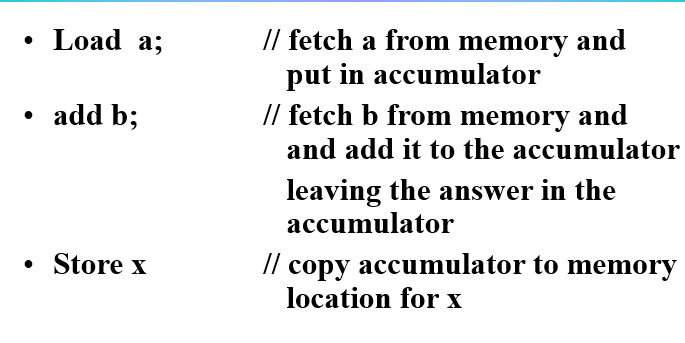 • Load a; // fetch a from memory and
put in accumulator
• add b; // fetch b from memory and
and add it to the accumulator
leaving the answer in the
accumulator
• Store x // copy accumulator to memory
location for x